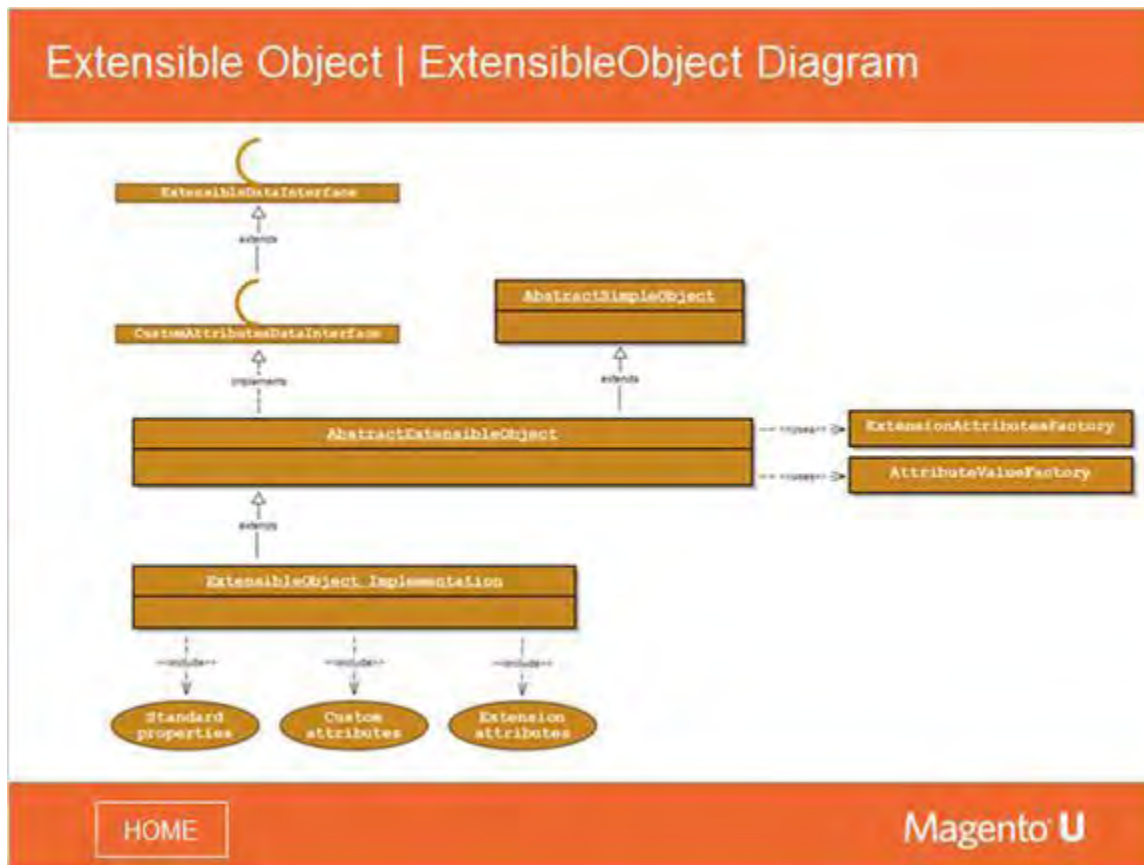 Extensible Object | ExtensibleObject Diagram
ExtensibleDataInterface
extends
CustomAttributesDataInterface
AbstractSimpleObject
implements
extends
AbstractExtensibleObject
<<uses>>
ExtensionAttributesFactory
<<uses>>
AttributeValueFactory
extends
ExtensibleObject Implementation
<<include>>
<<include>>
<<include>>
Standard
properties
Custom
attributes
Extension
attributes
HOME
Magento U